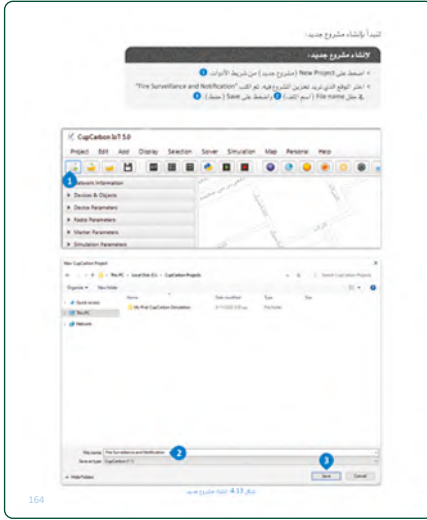 لنبدأ بإنشاء مشروع جديد:
لإنشاء مشروع جديد:
> اضغط على New Project (مشروع جديد) من شريط الأدوات. 1
> اختر الموقع الذي تريد تخزين المشروع فيه، ثم اكتب "Fire Surveillance and Notification"
في حقل File name (اسم الملف) 2 واضغط على Save (حفظ). 3
CupCarbon IoT 5.0
Project Edit Add Display Selection Solver Simulation Map Personal Help
1
Network Information
Devices & Objects
Device Parameters
Radio Parameters
Marker Parameters
Simulation Parameters
New CupCarbon Project
This PC > Local Disk (C:) > CupCarbon Projects
Search CupCarbon Projects
Organize New folder
Name Date modified Type Size
Quick access
My First CupCarbon Simulation
File folder
This PC
Network
File name: Fire Surveillance and Notification 2
Save as type:
3
Hide Folders Save Cancel
شكل 4.13: إنشاء مشروع جديد
164